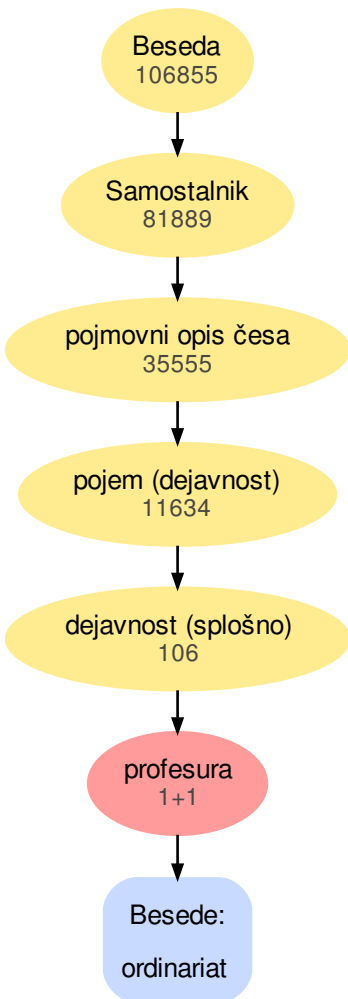 Beseda
106855
Samostalnik
81889
pojmovni opis česa
35555
pojem (dejavnost)
11634
dejavnost (splošno)
106
profesura
1+1
Besede:
ordinariat